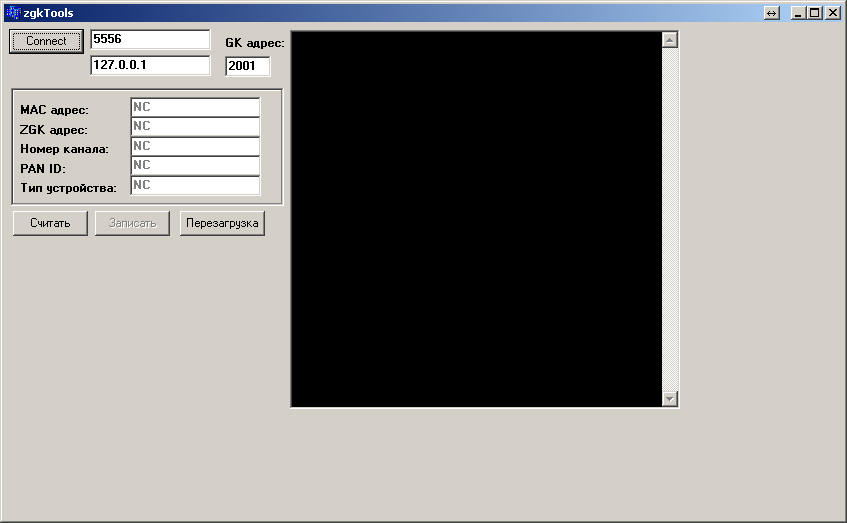 zgkTools
Connect
5556
GK адрес:
127.0.0.1
2001
MAC адрес:
NC
ZGK адрес:
NC
Номер канала:
NC
PAN ID:
NC
Тип устройства:
NC
Считать
Записать
Перезагрузка